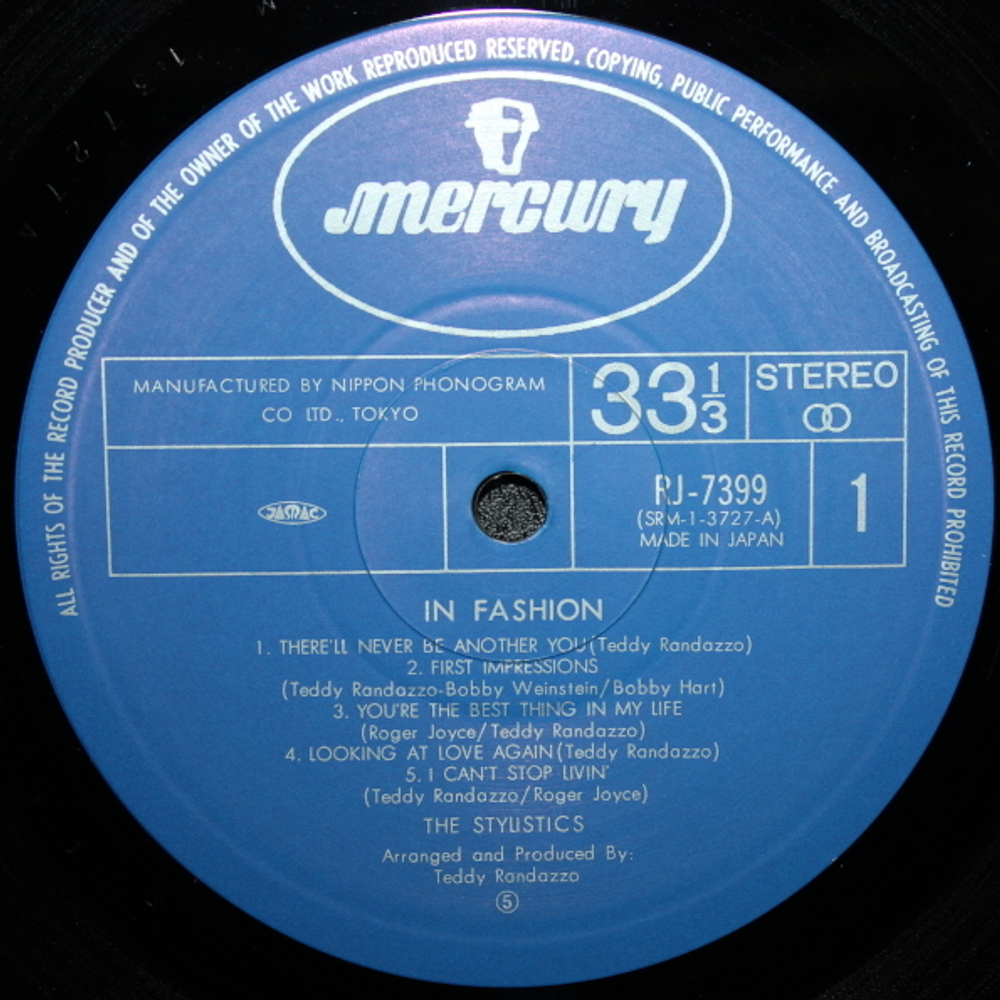 ALL RIGHTS OF THE RECORD PRODUCER AND OF THE OWNER OF THE WORK REPRODUCED RESERVED. COPYING, PUBLIC PERFORMANCE AND BROADCASTING OF THIS RECORD PROHIBITED
mercury
MANUFACTURED BY NIPPON PHONOGRAM
CO LTD., TOKYO
33 1/3
STEREO
JASRAC
RJ-7399
(SRM-1-3727-A)
MADE IN JAPAN
1
IN FASHION
1. THERE'LL NEVER BE ANOTHER YOU(Teddy Randazzo)
2. FIRST IMPRESSIONS
(Teddy Randazzo-Bobby Weinstein/Bobby Hart)
3. YOU'RE THE BEST THING IN MY LIFE
(Roger Joyce/Teddy Randazzo)
4. LOOKING AT LOVE AGAIN(Teddy Randazzo)
5. I CAN'T STOP LIVIN'
(Teddy Randazzo/Roger Joyce)
THE STYLISTICS
Arranged and Produced By:
Teddy Randazzo
⑤